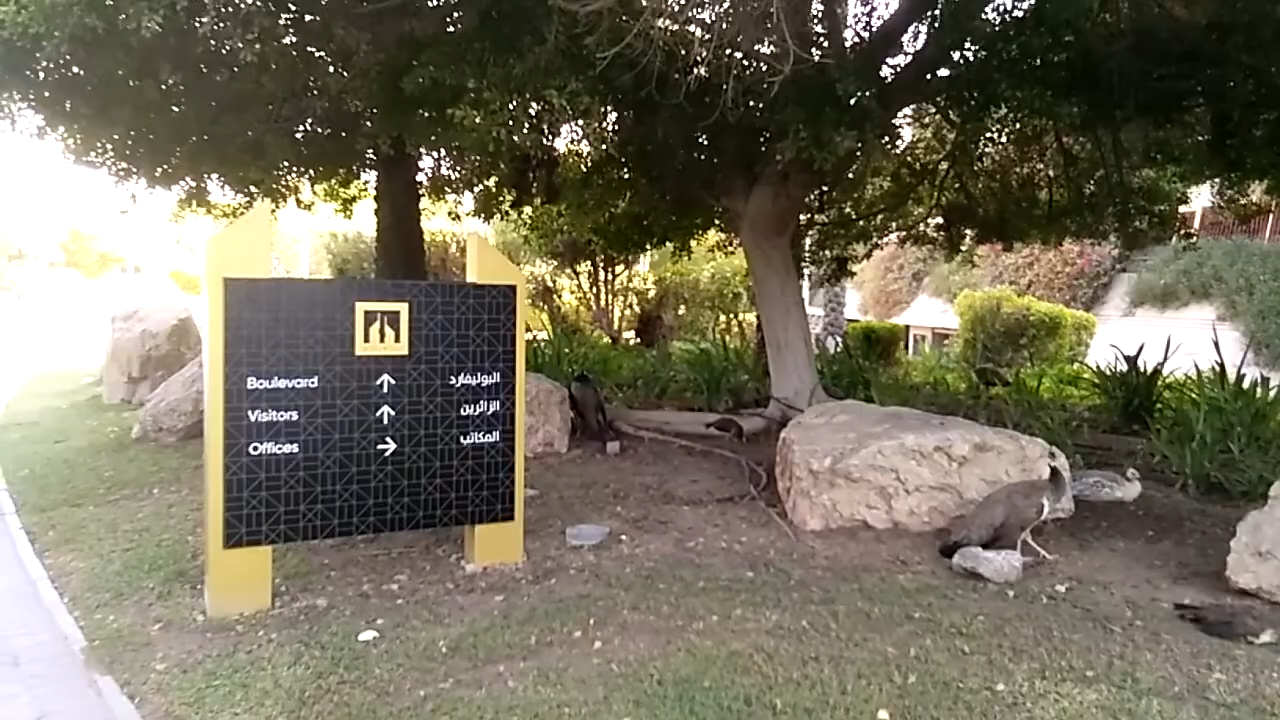 Boulevard ↑ البوليفارد
Visitors ↑ الزائرين
Offices → المكاتب